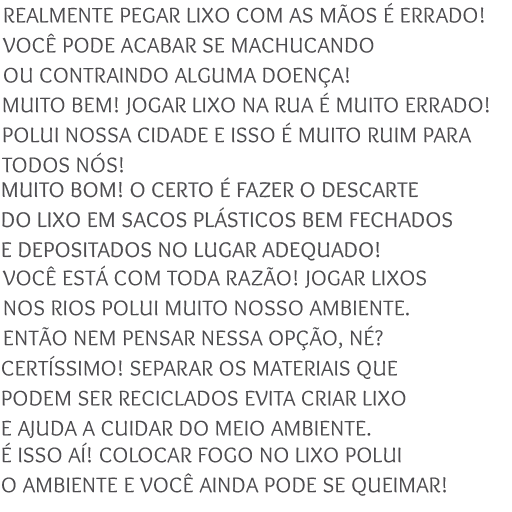 REALMENTE PEGAR LIXO COM AS MÃOS É ERRADO!
VOCÊ PODE ACABAR SE MACHUCANDO
OU CONTRAINDO ALGUMA DOENÇA!
MUITO BEM! JOGAR LIXO NA RUA É MUITO ERRADO!
POLUI NOSSA CIDADE E ISSO É MUITO RUIM PARA
TODOS NÓS!
MUITO BOM! O CERTO É FAZER O DESCARTE
DO LIXO EM SACOS PLÁSTICOS BEM FECHADOS
E DEPOSITADOS NO LUGAR ADEQUADO!
VOCÊ ESTÁ COM TODA RAZÃO! JOGAR LIXOS
NOS RIOS POLUI MUITO NOSSO AMBIENTE.
ENTÃO NEM PENSAR NESSA OPÇÃO, NÉ?
CERTÍSSIMO! SEPARAR OS MATERIAIS QUE
PODEM SER RECICLADOS EVITA CRIAR LIXO
E AJUDA A CUIDAR DO MEIO AMBIENTE.
É ISSO AÍ! COLOCAR FOGO NO LIXO POLUI
O AMBIENTE E VOCÊ AINDA PODE SE QUEIMAR!